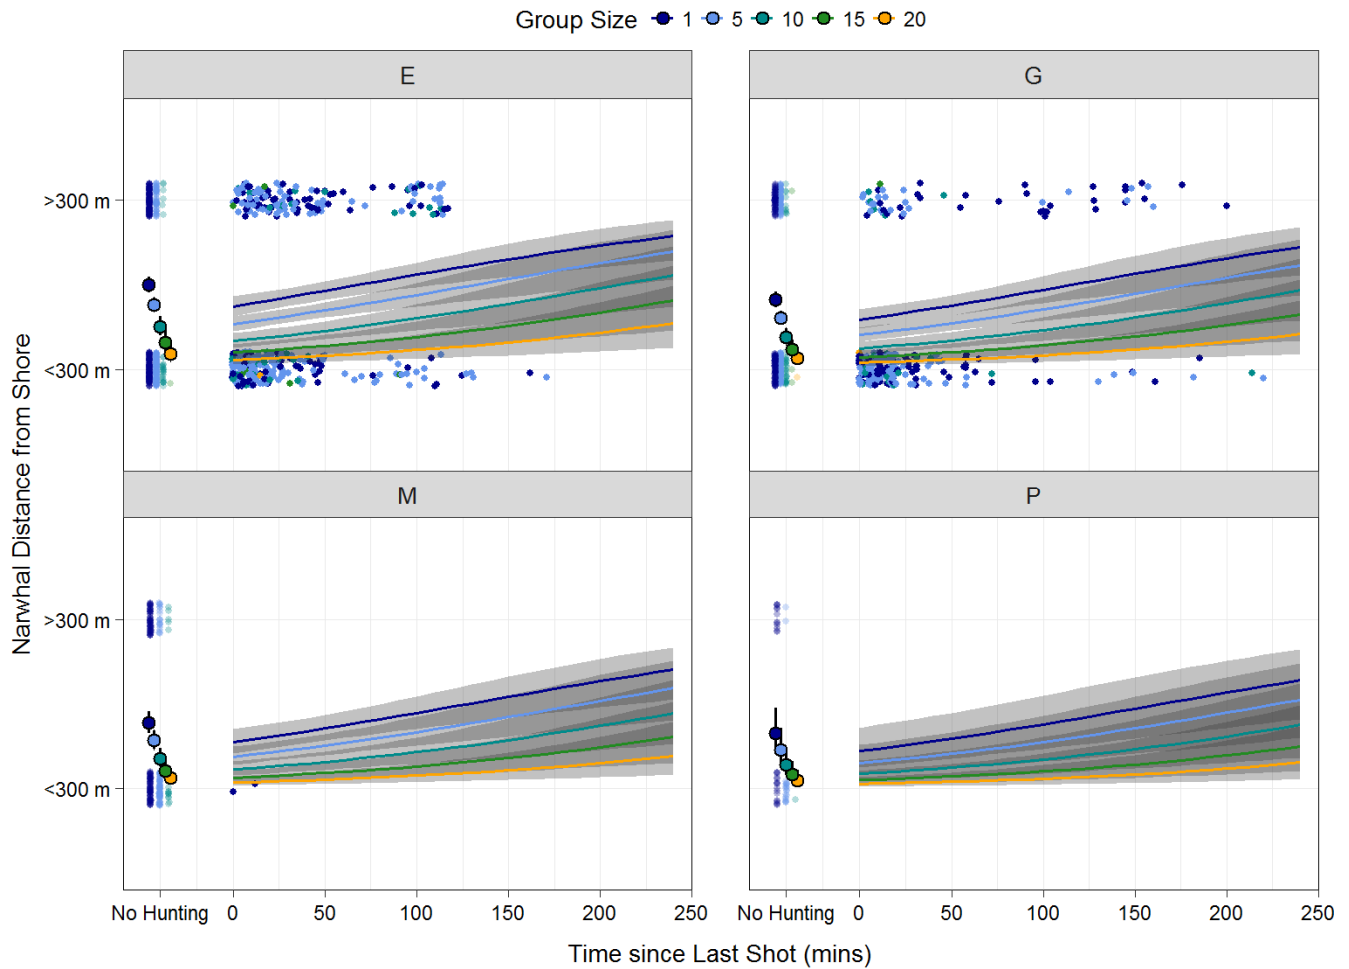 Group Size 1 5 10 15 20
E G
>300 m
<300 m
M P
>300 m
<300 m
Narwhal Distance from Shore
No Hunting 0 50 100 150 200 250 No Hunting 0 50 100 150 200 250
Time since Last Shot (mins)